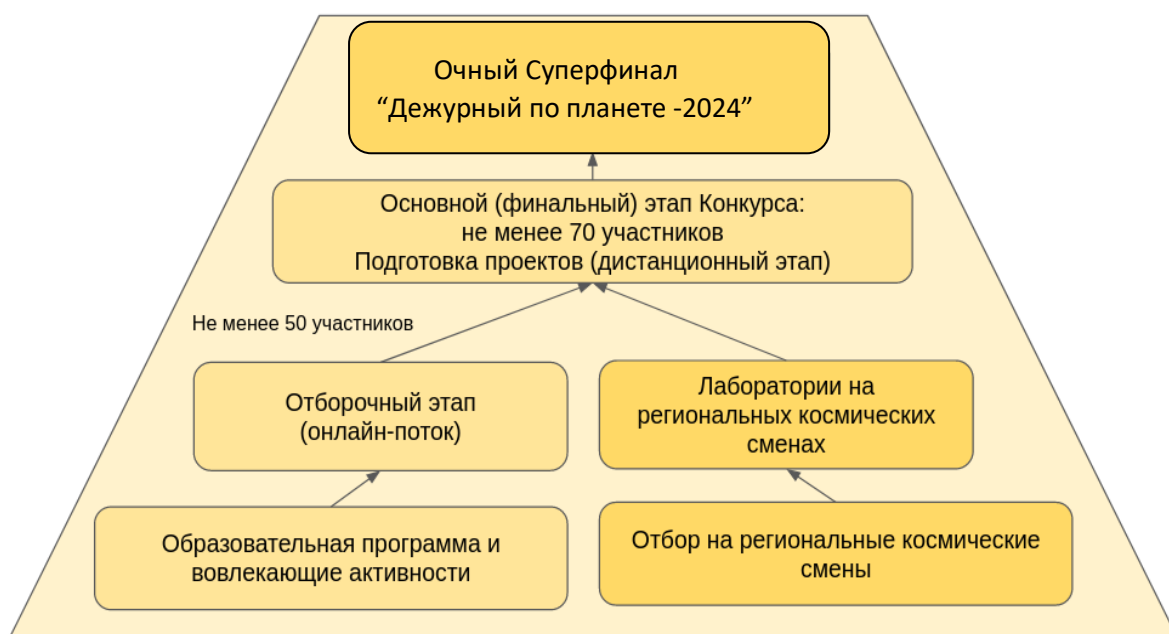 Очный Суперфинал
“Дежурный по планете -2024”
Основной (финальный) этап Конкурса:
не менее 70 участников
Подготовка проектов (дистанционный этап)
Не менее 50 участников
Отборочный этап
(онлайн-поток)
Лаборатории на
региональных космических
сменах
Образовательная программа и
вовлекающие активности
Отбор на региональные космические
смены